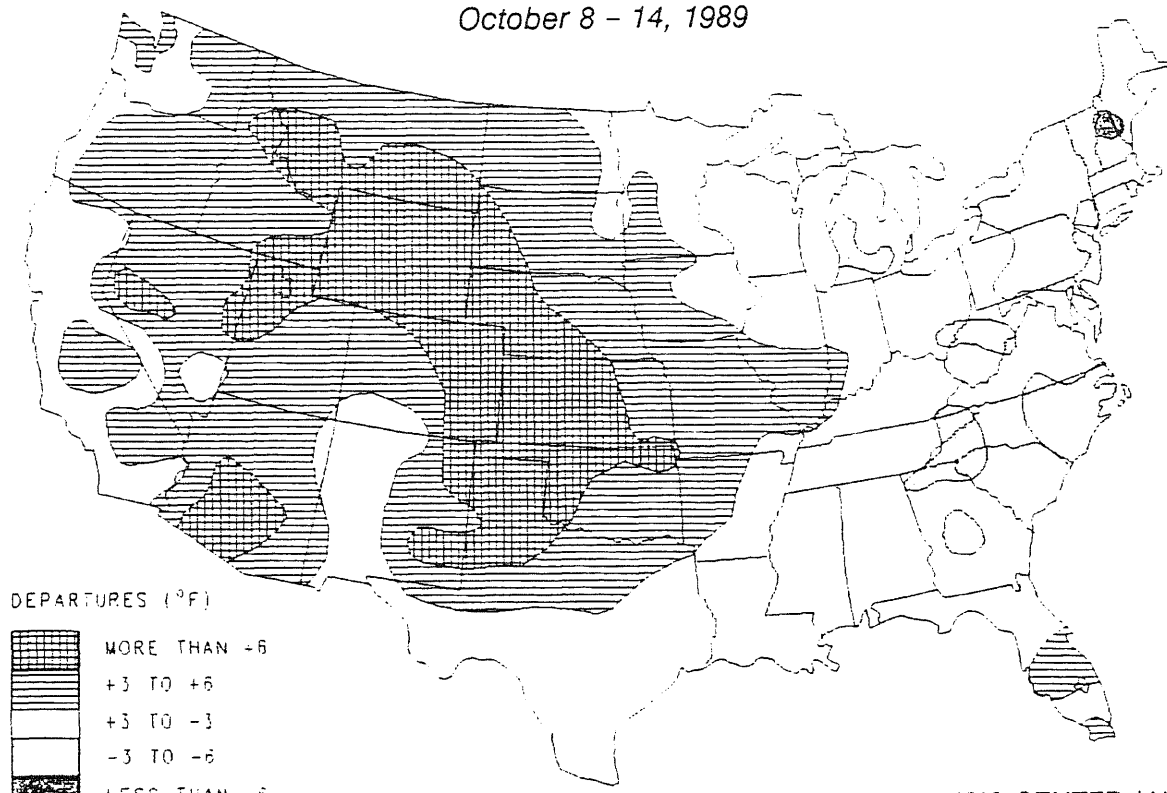 October 8 – 14, 1989
DEPARTURES (°F)
MORE THAN +6
+3 TO +6
+3 TO -3
-3 TO -6
LESS THAN -6